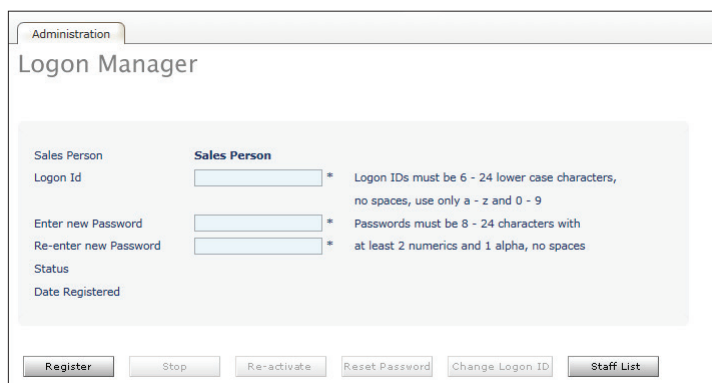 Administration
Logon Manager
Sales Person Sales Person
Logon Id * Logon IDs must be 6 - 24 lower case characters,
no spaces, use only a - z and 0 - 9
Enter new Password * Passwords must be 8 - 24 characters with
Re-enter new Password * at least 2 numerics and 1 alpha, no spaces
Status
Date Registered
Register Stop Re-activate Reset Password Change Logon ID Staff List